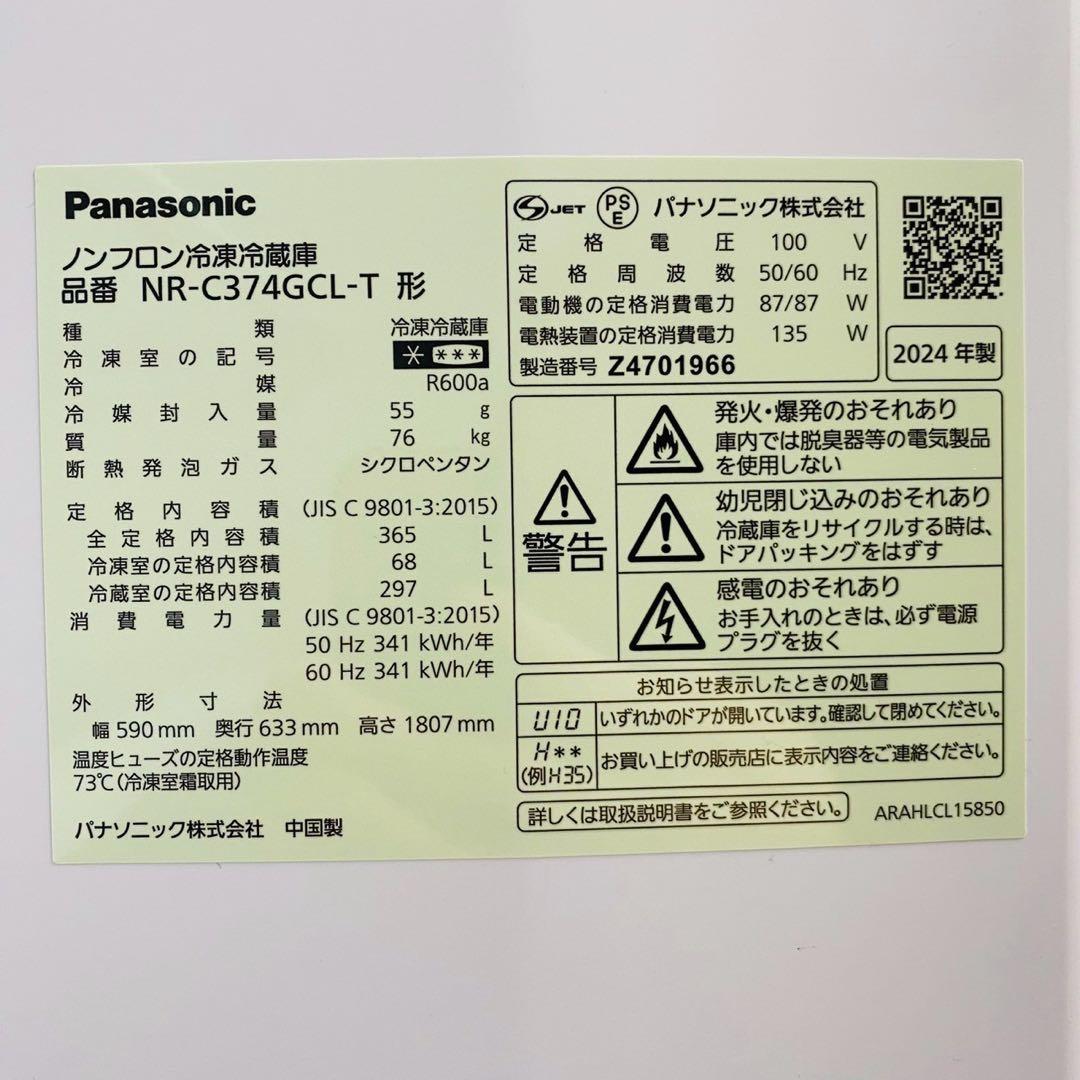 Panasonic
ノンフロン冷凍冷蔵庫
品番 NR-C374GCL-T 形
種類 冷凍冷蔵庫
冷凍室の記号 * ***
冷媒 R600a
冷媒封入量 55 g
質量 76 kg
断熱発泡ガス シクロペンタン
定格内容積 (JIS C 9801-3:2015)
全定格内容積 365 L
冷凍室の定格内容積 68 L
冷蔵室の定格内容積 297 L
消費電力量 (JIS C 9801-3:2015)
50 Hz 341 kWh/年
60 Hz 341 kWh/年
外形寸法
幅 590 mm 奥行 633 mm 高さ 1807 mm
温度ヒューズの定格動作温度
73℃(冷凍室霜取用)
パナソニック株式会社 中国製
S JET PS E パナソニック株式会社
定格電圧 100 V
定格周波数 50/60 Hz
電動機の定格消費電力 87/87 W
電熱装置の定格消費電力 135 W
製造番号 Z4701966
2024 年製
警告
発火・爆発のおそれあり
庫内では脱臭器等の電気製品
を使用しない
幼児閉じ込みのおそれあり
冷蔵庫をリサイクルする時は、
ドアパッキングをはずす
感電のおそれあり
お手入れのときは、必ず電源
プラグを抜く
お知らせ表示したときの処置
U10 いずれかのドアが開いています。確認して閉めてください。
H** (例H35) お買い上げの販売店に表示内容をご連絡ください。
詳しくは取扱説明書をご参照ください。
ARAHLCL15850